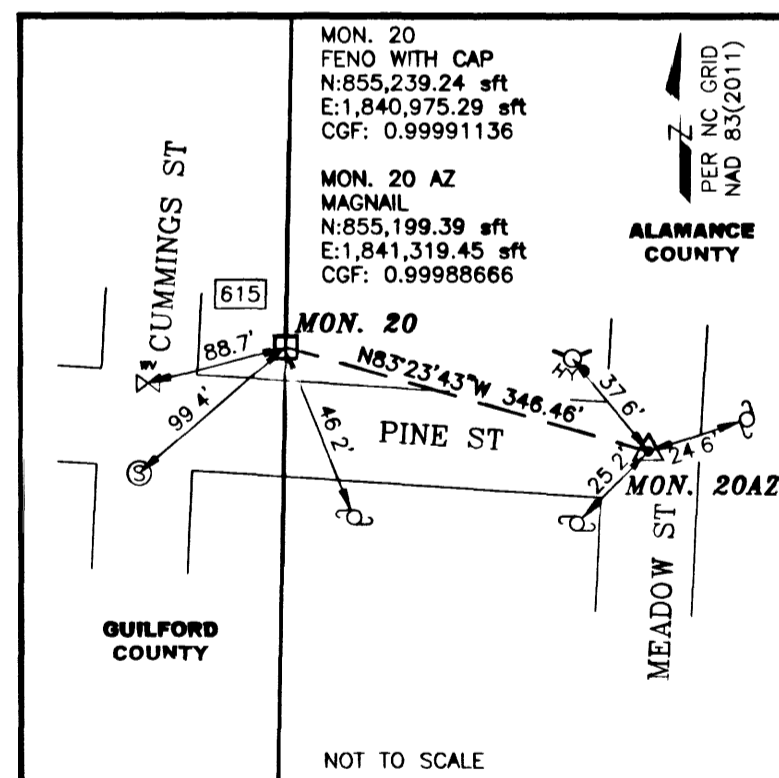 MON. 20
FENO WITH CAP
N:855,239.24 sft
E:1,840,975.29 sft
CGF: 0.99991136
MON. 20 AZ
MAGNAIL
N:855,199.39 sft
E:1,841,319.45 sft
CGF: 0.99988666
N
PER NC GRID
NAD 83(2011)
ALAMANCE
COUNTY
CUMMINGS ST
615
MON. 20
88.7'
WV
99.4'
S
46.2'
N83°23'43"W 346.46'
PINE ST
HY
37.6'
24.6'
25.2'
MON. 20AZ
MEADOW ST
GUILFORD
COUNTY
NOT TO SCALE